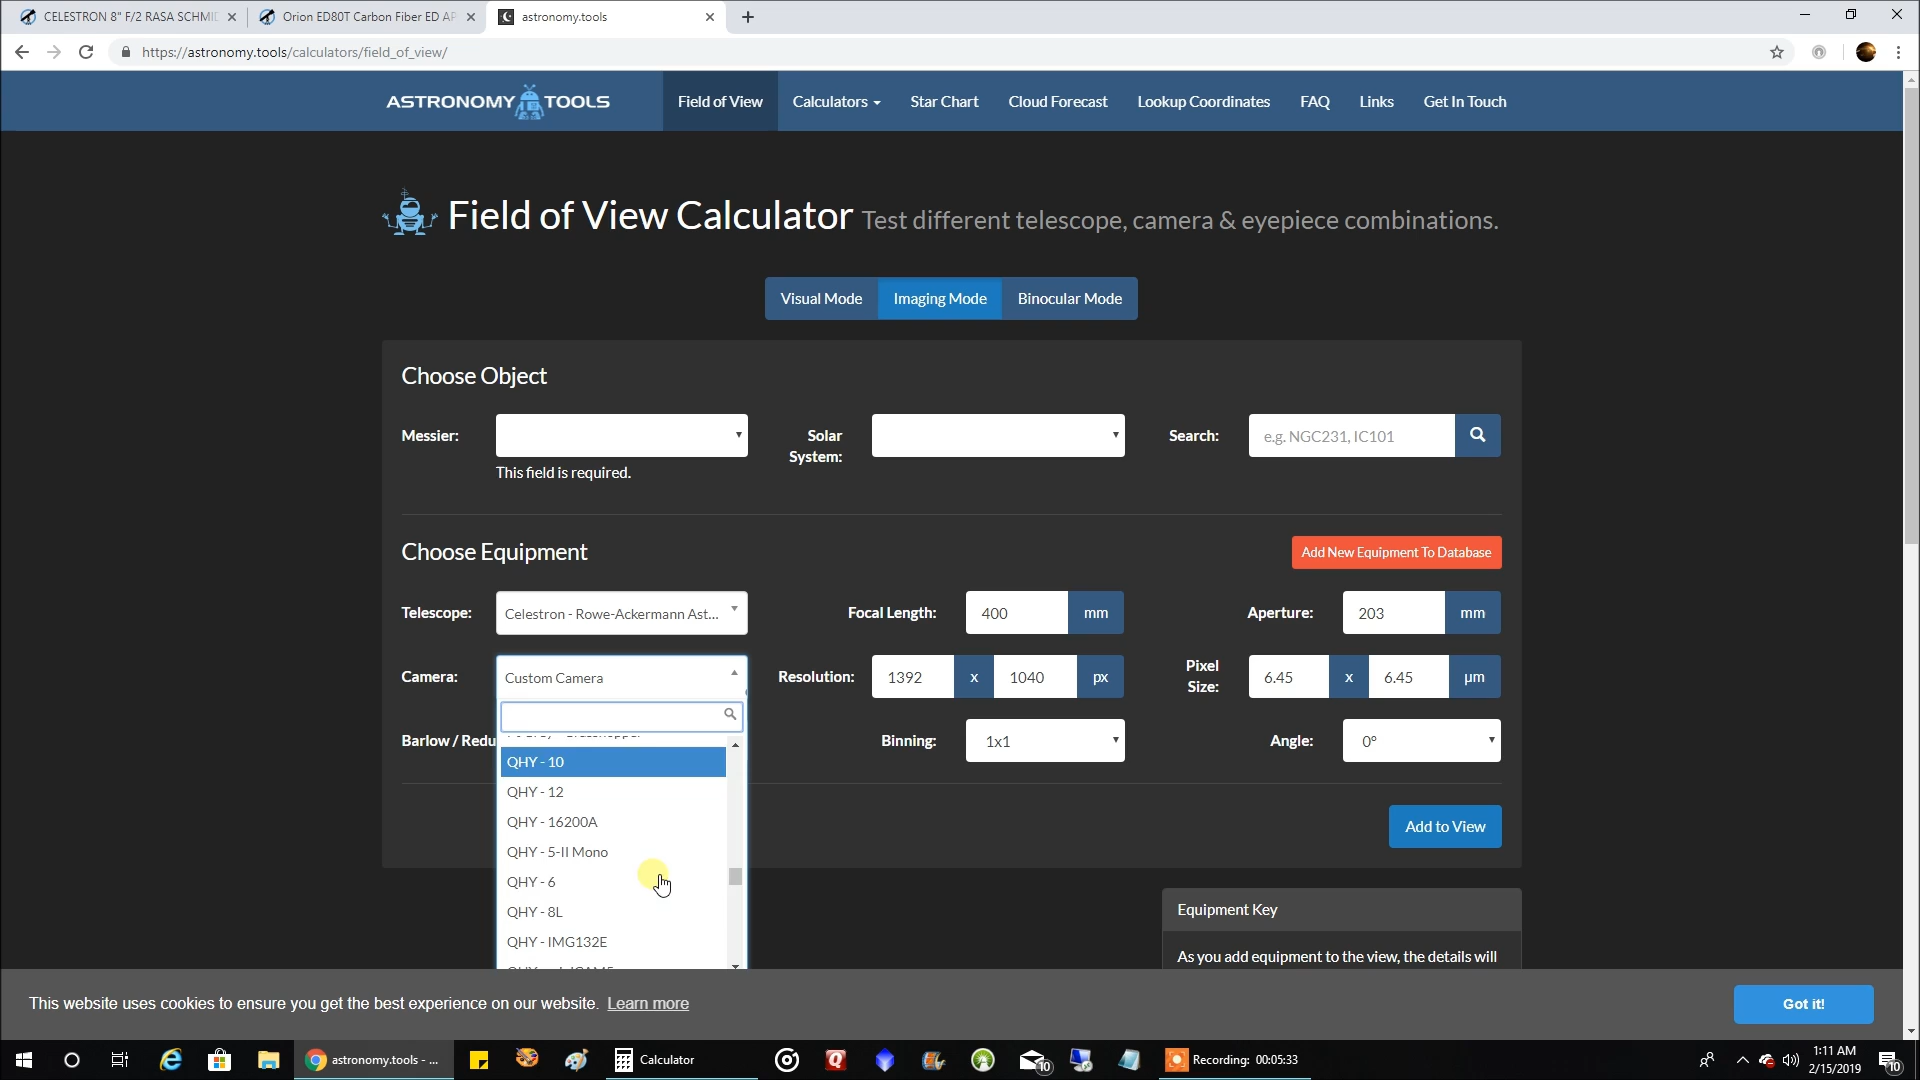 CELESTRON 8" F/2 RASA SCHMI
Orion ED80T Carbon Fiber ED AP
astronomy.tools
https://astronomy.tools/calculators/field_of_view/
ASTRONOMY TOOLS
Field of View
Calculators
Star Chart
Cloud Forecast
Lookup Coordinates
FAQ
Links
Get In Touch
Field of View Calculator Test different telescope, camera & eyepiece combinations.
Visual Mode
Imaging Mode
Binocular Mode
Choose Object
Messier:
Solar System:
Search:
e.g. NGC231, IC101
This field is required.
Choose Equipment
Add New Equipment To Database
Telescope:
Celestron - Rowe-Ackermann Ast...
Focal Length:
400
mm
Aperture:
203
mm
Camera:
Custom Camera
Resolution:
1392
x
1040
px
Pixel Size:
6.45
x
6.45
µm
Barlow / Redu
Binning:
1x1
Angle:
0°
QHY - 10
QHY - 12
QHY - 16200A
QHY - 5-II Mono
QHY - 6
QHY - 8L
QHY - IMG132E
Add to View
Equipment Key
As you add equipment to the view, the details will
This website uses cookies to ensure you get the best experience on our website. Learn more
Got it!
astronomy.tools - ...
Calculator
10
Recording: 00:05:33
1:11 AM
2/15/2019
10